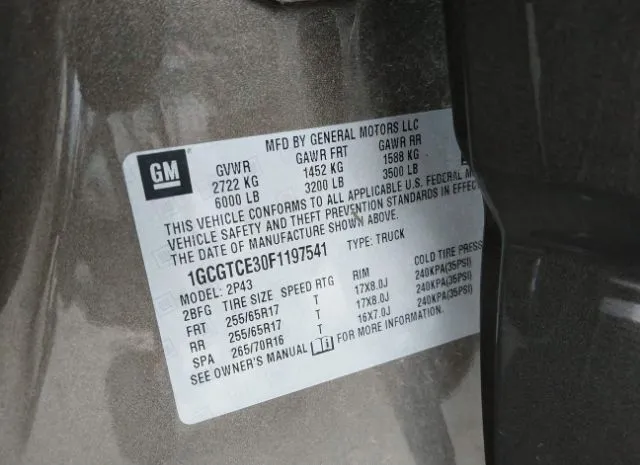 MFD BY GENERAL MOTORS LLC
GM
GVWR GAWR FRT GAWR RR
2722 KG 1452 KG 1588 KG
6000 LB 3200 LB 3500 LB
THIS VEHICLE CONFORMS TO ALL APPLICABLE U.S. FEDERAL
VEHICLE SAFETY AND THEFT PREVENTION STANDARDS IN EFFEC
THE DATE OF MANUFACTURE SHOWN ABOVE.
1GCGTCE30F1197541 TYPE: TRUCK
MODEL: 2P43
2BFG TIRE SIZE SPEED RTG RIM COLD TIRE PRESS
FRT 255/65R17 T 17X8.0J 240KPA(35PSI)
RR 255/65R17 T 17X8.0J 240KPA(35PSI)
SPA 265/70R16 T 16X7.0J 240KPA(35PSI)
SEE OWNER'S MANUAL FOR MORE INFORMATION.